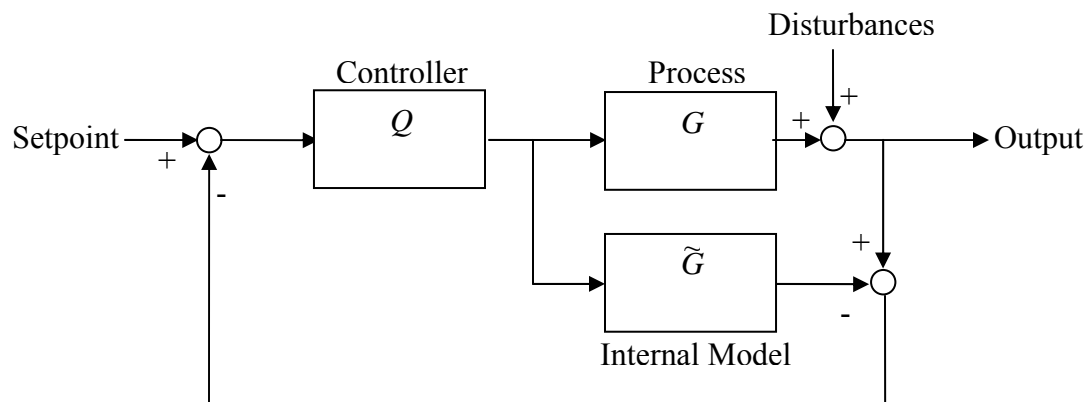 Disturbances
Controller
Process
Q
G
+
+
Setpoint
Output
+
-
G̃
+
-
Internal Model